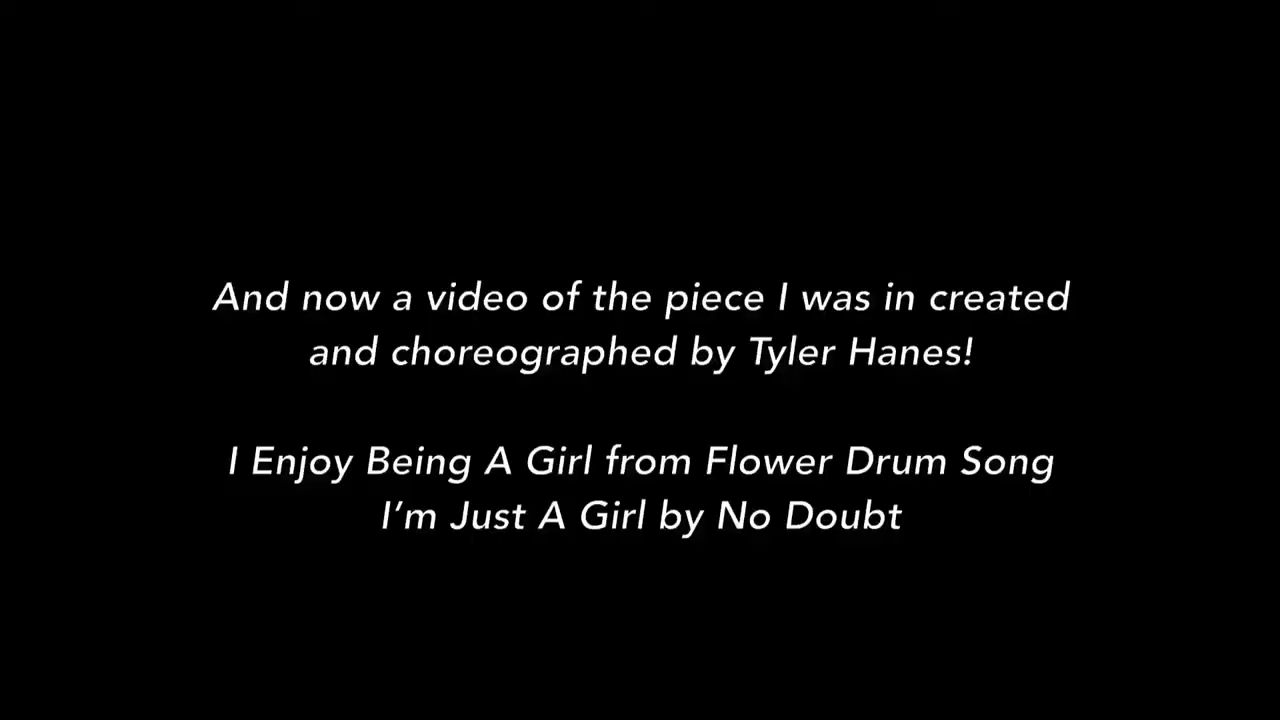 And now a video of the piece I was in created
and choreographed by Tyler Hanes!
I Enjoy Being A Girl from Flower Drum Song
I’m Just A Girl by No Doubt